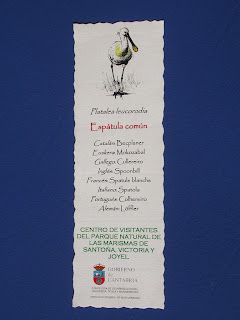 Platalea leucorodia
Espátula común
Catalán Becplaner
Euskera Mokozabal
Gallego Cullereiro
Inglés Spoonbill
Francés Spatule blanche
Italiano Spatola
Portugués Colhereiro
Alemán Löffler
CENTRO DE VISITANTES
DEL PARQUE NATURAL DE
LAS MARISMAS DE
SANTOÑA, VICTORIA Y
JOYEL
GOBIERNO
de
CANTABRIA